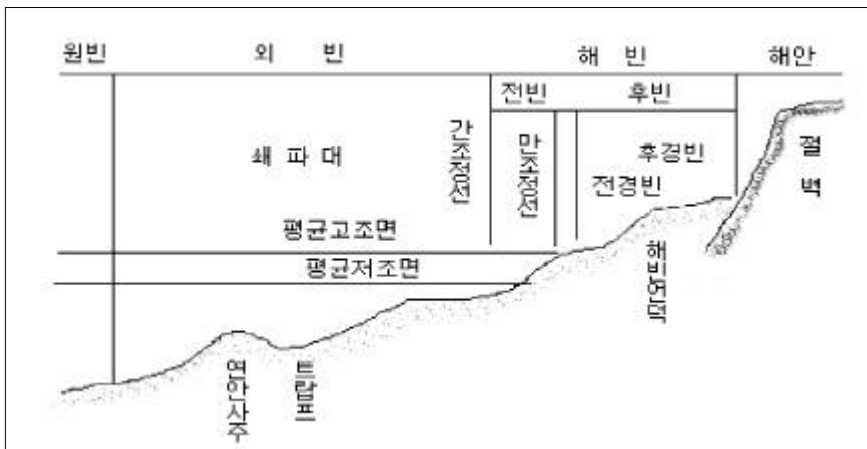 원빈 외 빈 해 빈 해안
전빈 후빈
쇄 파 대
간조정선
만조정선
후경빈
전경빈
절벽
평균고조면
평균저조면
해빈언덕
연안사주
트랍프